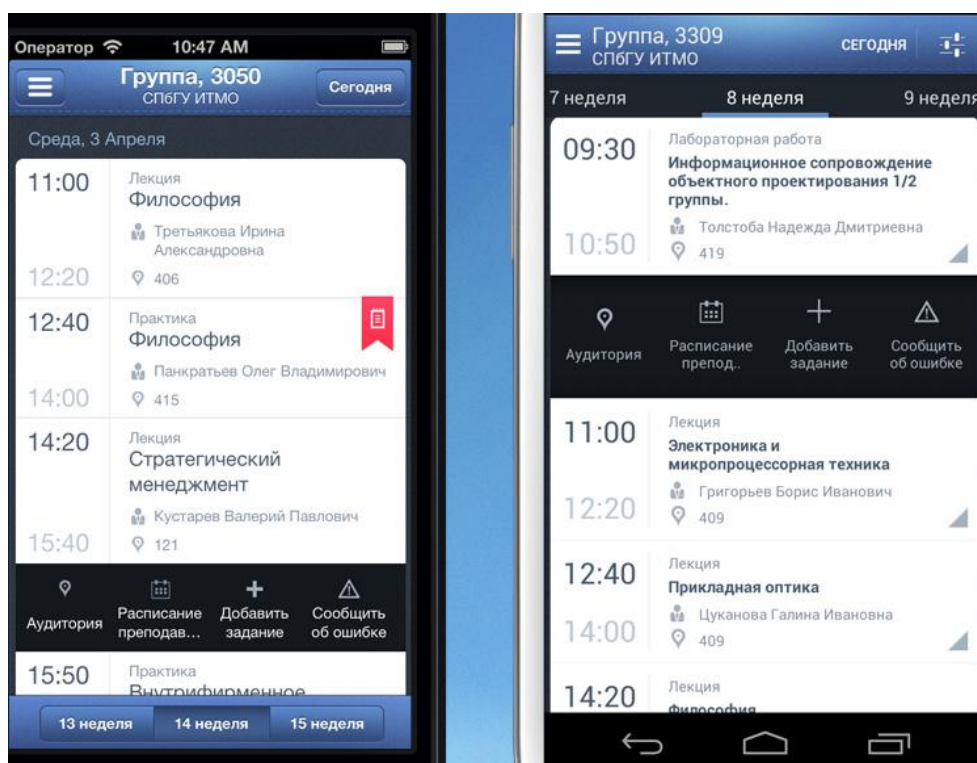 Оператор 10:47 AM
Группа, 3050
СПбГУ ИТМО
Сегодня
Среда, 3 Апреля
11:00
Лекция
Философия
Третьякова Ирина
Александровна
12:20
406
12:40
Практика
Философия
Панкратьев Олег Владимирович
14:00
415
14:20
Лекция
Стратегический
менеджмент
Кустарев Валерий Павлович
15:40
121
Аудитория
Расписание
преподав...
Добавить
задание
Сообщить
об ошибке
15:50
Практика
Внутрифирменное
13 неделя
14 неделя
15 неделя
Группа, 3309
СПбГУ ИТМО
СЕГОДНЯ
7 неделя
8 неделя
9 неделя
09:30
Лабораторная работа
Информационное сопровождение
объектного проектирования 1/2
группы.
Толстоба Надежда Дмитриевна
10:50
419
Аудитория
Расписание
препод..
Добавить
задание
Сообщить
об ошибке
11:00
Лекция
Электроника и
микропроцессорная техника
Григорьев Борис Иванович
12:20
409
12:40
Лекция
Прикладная оптика
Цуканова Галина Ивановна
14:00
409
14:20
Лекция
Философия